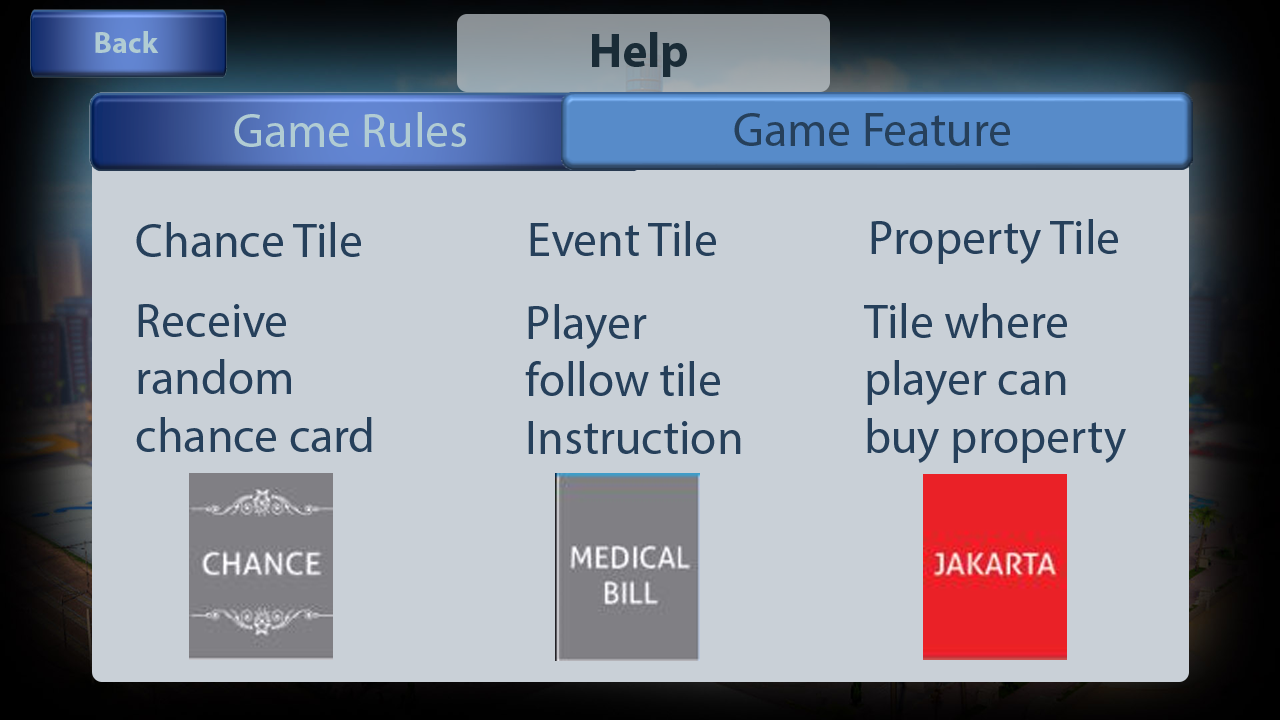 Back
Help
Game Rules
Game Feature
Chance Tile
Receive
random
chance card
CHANCE
Event Tile
Player
follow tile
Instruction
MEDICAL
BILL
Property Tile
Tile where
player can
buy property
JAKARTA